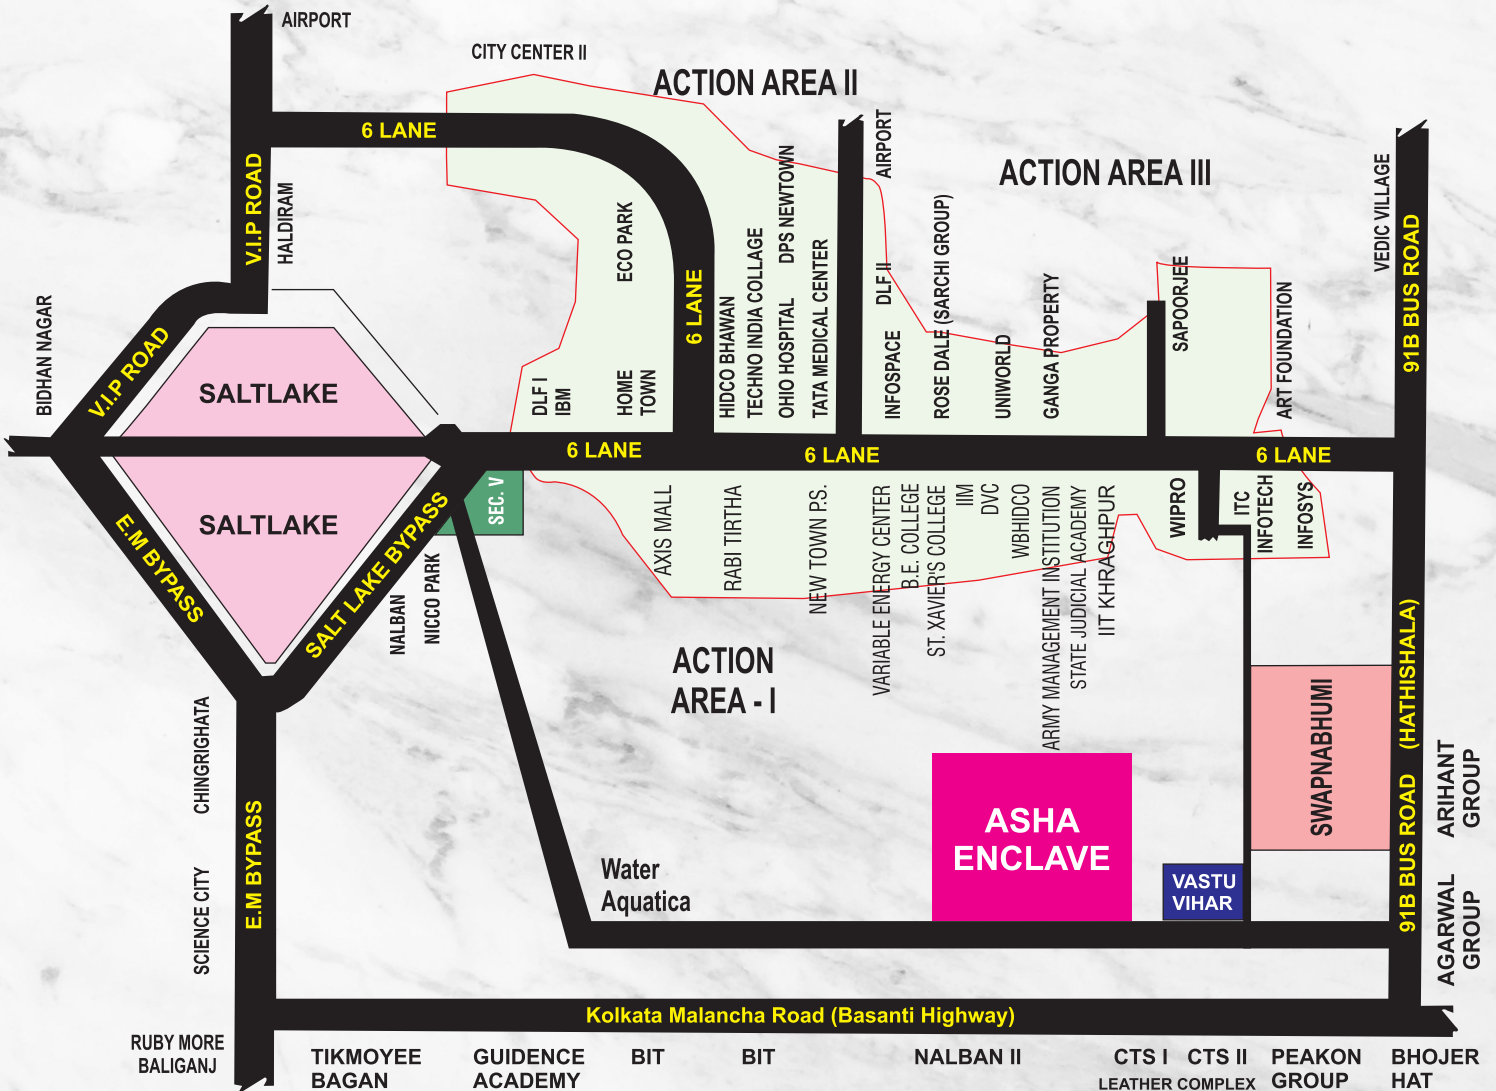 AIRPORT
CITY CENTER II
ACTION AREA II
6 LANE
AIRPORT
ACTION AREA III
V.I.P ROAD
HALDIRAM
ECO PARK
DPS NEWTOWN
VEDIC VILLAGE
91B BUS ROAD
BIDHAN NAGAR
V.I.P ROAD
SALTLAKE
DLF I
IBM
HOME
TOWN
6 LANE
HIDCO BHAWAN
TECHNO INDIA COLLAGE
OHIO HOSPITAL
TATA MEDICAL CENTER
DLF II
INFOSPACE
ROSE DALE (SARCHI GROUP)
UNIWORLD
GANGA PROPERTY
SAPOORJEE
ART FOUNDATION
6 LANE
6 LANE
6 LANE
SALTLAKE
E.M BYPASS
SALT LAKE BYPASS
SEC. V
NALBAN
NICCO PARK
AXIS MALL
RABI TIRTHA
NEW TOWN P.S.
VARIABLE ENERGY CENTER
B.E. COLLEGE
ST. XAVIER'S COLLEGE
IIM
DVC
WBHIDCO
ARMY MANAGEMENT INSTITUTION
STATE JUDICIAL ACADEMY
IIT KHRAGHPUR
WIPRO
ITC
INFOTECH
INFOSYS
ACTION
AREA - I
CHINGRIGHATA
SCIENCE CITY
E.M BYPASS
Water
Aquatica
ASHA
ENCLAVE
VASTU
VIHAR
SWAPNABHUMI
91B BUS ROAD (HATHISHALA)
ARIHANT
GROUP
AGARWAL
GROUP
Kolkata Malancha Road (Basanti Highway)
RUBY MORE
BALIGANJ
TIKMOYEE
BAGAN
GUIDENCE
ACADEMY
BIT
BIT
NALBAN II
CTS I CTS II
LEATHER COMPLEX
PEAKON
GROUP
BHOJER
HAT